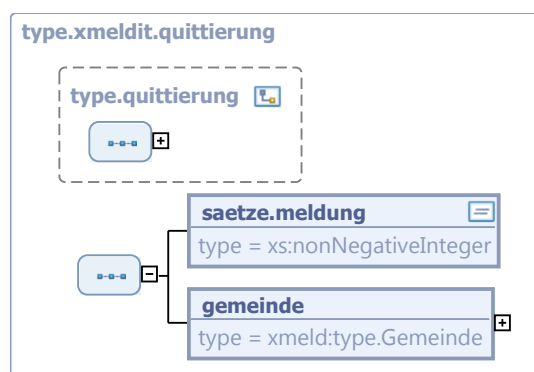 type.xmeldit.quittierung
type.quittierung
saetze.meldung
type = xs:nonNegativeInteger
gemeinde
type = xmeld:type.Gemeinde